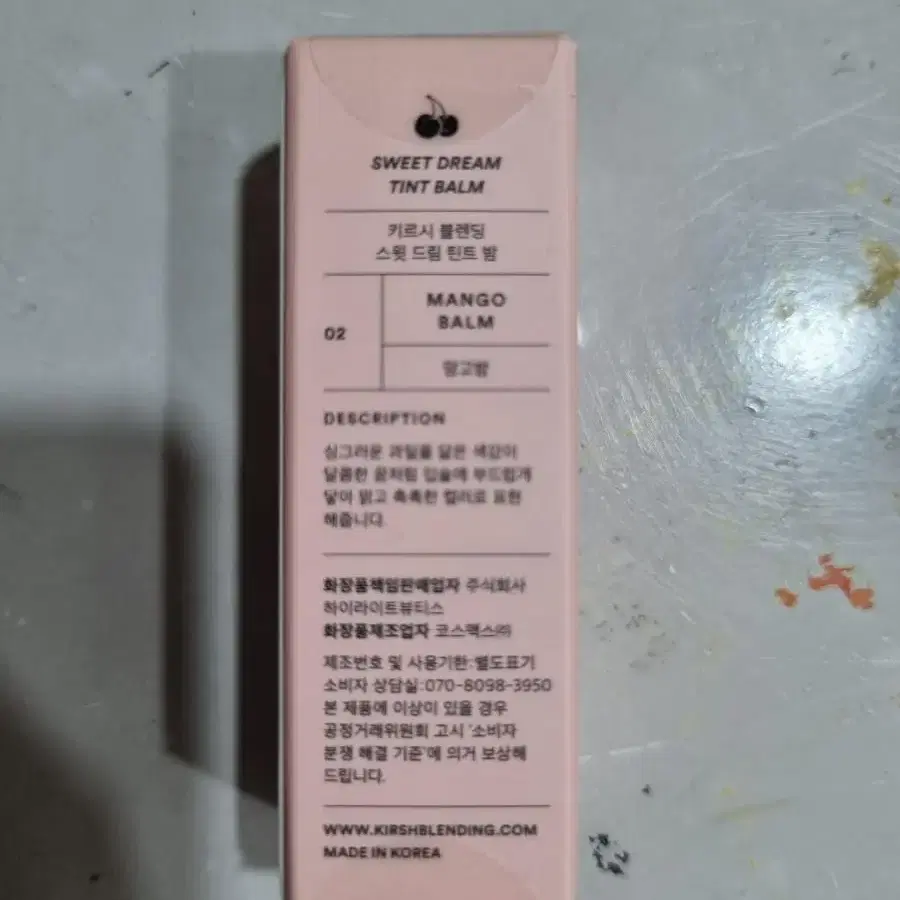 SWEET DREAM
TINT BALM
키르시 블렌딩
스윗 드림 틴트 밤
02
MANGO
BALM
망고밤
DESCRIPTION
싱그러운 과일을 닮은 색감이
달콤한 꿈처럼 입술에 부드럽게
닿아 맑고 촉촉한 컬러로 표현
해줍니다.
화장품책임판매업자 주식회사
하이라이트뷰티스
화장품제조업자 코스맥스㈜
제조번호 및 사용기한:별도표기
소비자 상담실:070-8098-3950
본 제품에 이상이 있을 경우
공정거래위원회 고시 '소비자
분쟁 해결 기준'에 의거 보상해
드립니다.
WWW.KIRSHBLENDING.COM
MADE IN KOREA